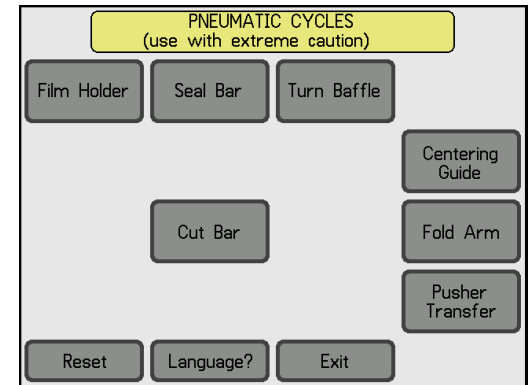 PNEUMATIC CYCLES
(use with extreme caution)
Film Holder
Seal Bar
Turn Baffle
Centering
Guide
Cut Bar
Fold Arm
Pusher
Transfer
Reset
Language?
Exit